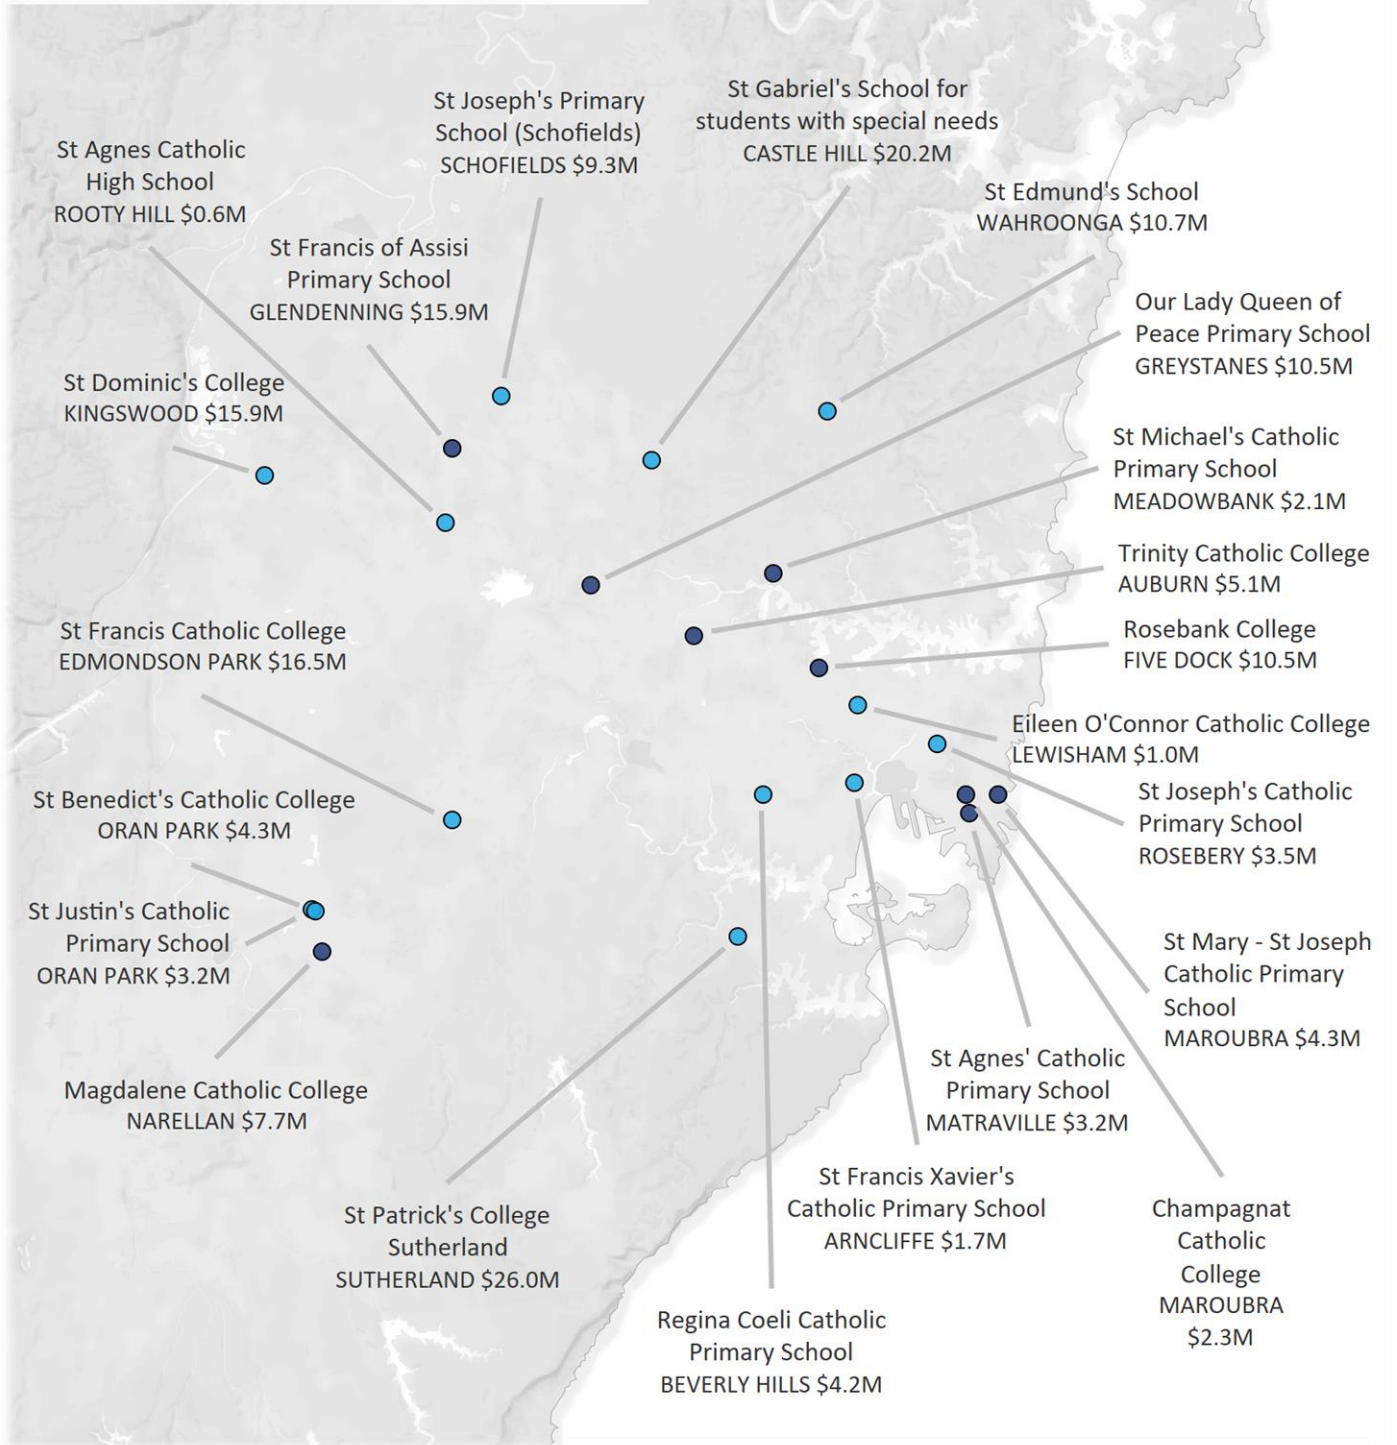 St Joseph's Primary
School (Schofields)
SCHOFIELDS $9.3M
St Gabriel's School for
students with special needs
CASTLE HILL $20.2M
St Agnes Catholic
High School
ROOTY HILL $0.6M
St Edmund's School
WAHROONGA $10.7M
St Francis of Assisi
Primary School
GLENDENNING $15.9M
Our Lady Queen of
Peace Primary School
GREYSTANES $10.5M
St Dominic's College
KINGSWOOD $15.9M
St Michael's Catholic
Primary School
MEADOWBANK $2.1M
Trinity Catholic College
AUBURN $5.1M
St Francis Catholic College
EDMONDSON PARK $16.5M
Rosebank College
FIVE DOCK $10.5M
Eileen O'Connor Catholic College
LEWISHAM $1.0M
St Benedict's Catholic College
ORAN PARK $4.3M
St Joseph's Catholic
Primary School
ROSEBERY $3.5M
St Justin's Catholic
Primary School
ORAN PARK $3.2M
St Mary - St Joseph
Catholic Primary
School
MAROUBRA $4.3M
Magdalene Catholic College
NARELLAN $7.7M
St Agnes' Catholic
Primary School
MATRAVILLE $3.2M
St Francis Xavier's
Catholic Primary School
ARNCLIFFE $1.7M
St Patrick's College
Sutherland
SUTHERLAND $26.0M
Champagnat
Catholic
College
MAROUBRA
$2.3M
Regina Coeli Catholic
Primary School
BEVERLY HILLS $4.2M